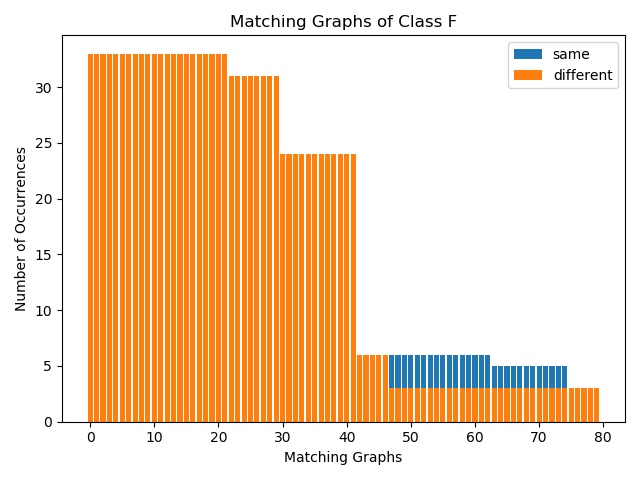 Matching Graphs of Class F
same
different
Number of Occurrences
30
25
20
15
10
5
0
0 10 20 30 40 50 60 70 80
Matching Graphs